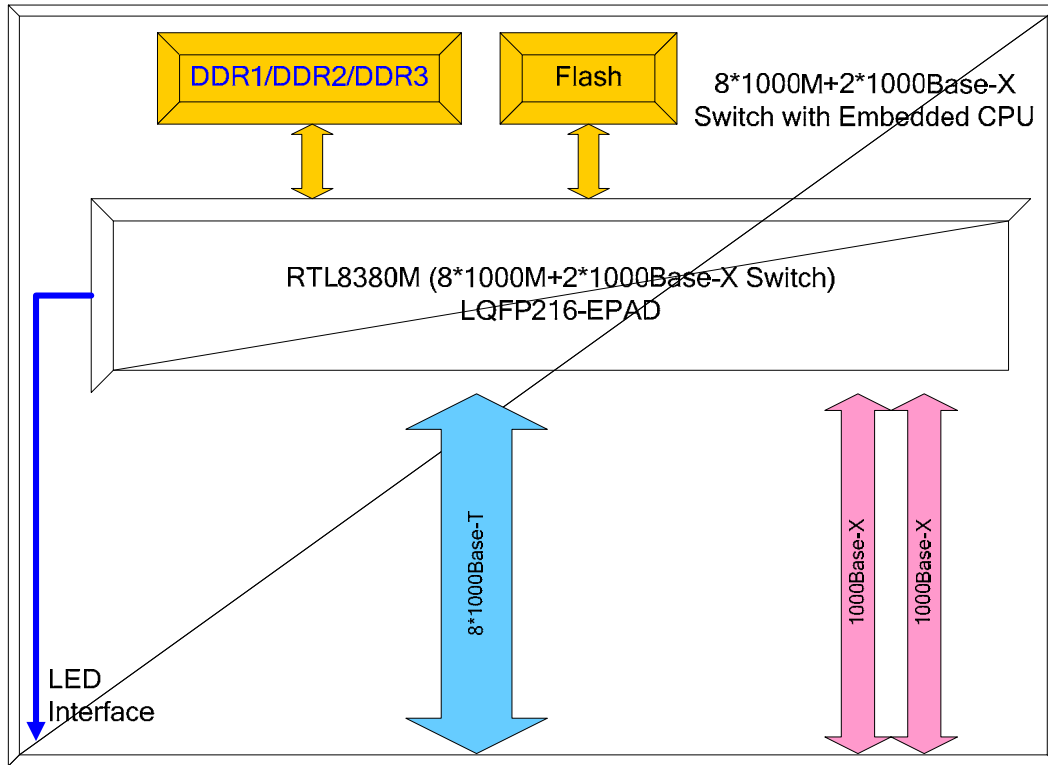 DDR1/DDR2/DDR3
Flash
8*1000M+2*1000Base-X
Switch with Embedded CPU
RTL8380M (8*1000M+2*1000Base-X Switch)
LQFP216-EPAD
8*1000Base-T
1000Base-X
1000Base-X
LED
Interface